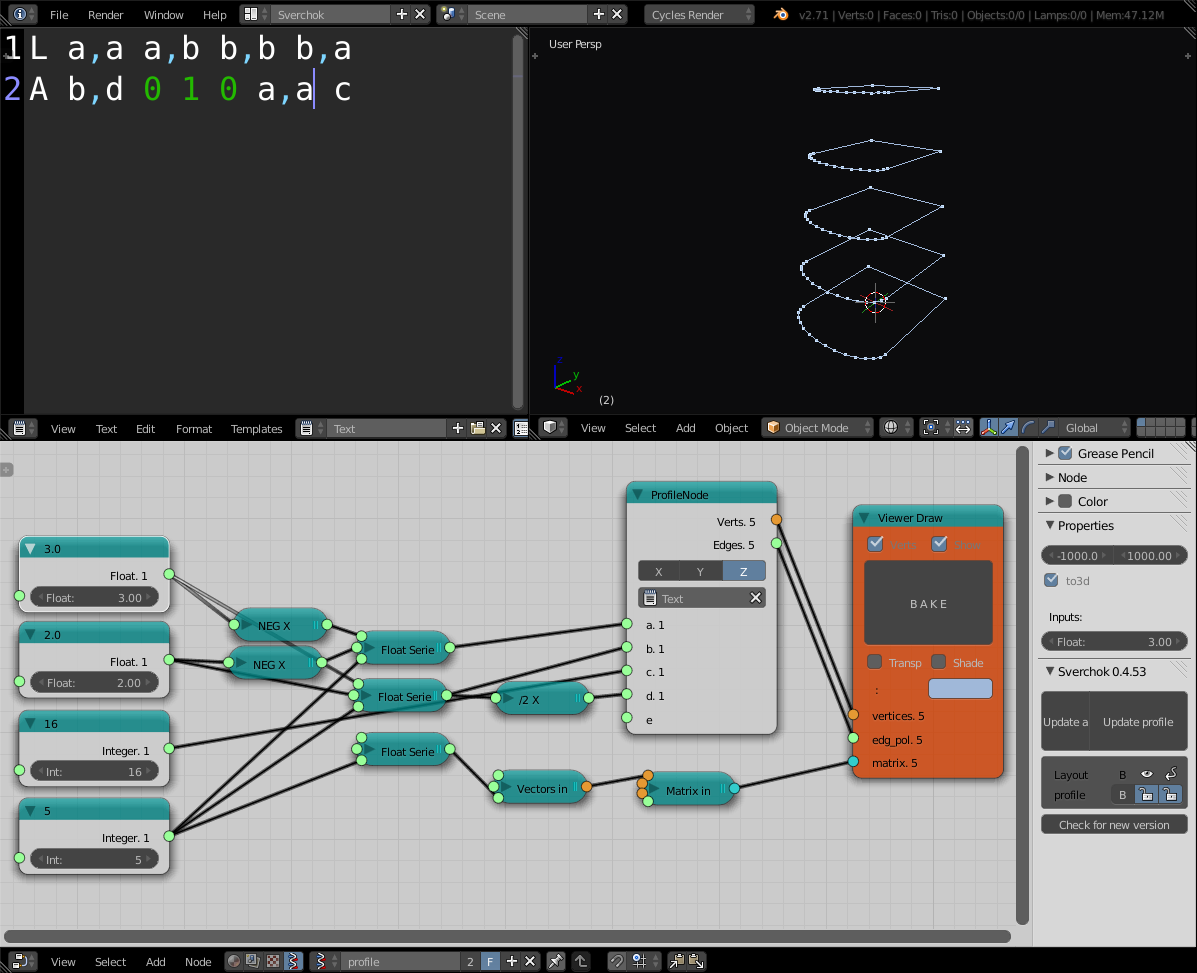 File Render Window Help Sverchok Scene Cycles Render v2.71 | Verts:0 | Faces:0 | Tris:0 | Objects:0/0 | Lamps:0/0 | Mem:47.12M
1 L a,a a,b b,b b,a
2 A b,d 0 1 0 a,a c
User Persp
z
y
x
(2)
View Text Edit Format Templates Text
View Select Add Object Object Mode Global
3.0
Float. 1
Float: 3.00
2.0
Float. 1
Float: 2.00
16
Integer. 1
Int: 16
5
Integer. 1
Int: 5
NEG X
NEG X
Float Serie
Float Serie
Float Serie
/2 X
Vectors in
Matrix in
ProfileNode
Verts. 5
Edges. 5
X Y Z
Text
a. 1
b. 1
c. 1
d. 1
e
Viewer Draw
BAKE
Transp Shade
:
vertices. 5
edg_pol. 5
matrix. 5
Grease Pencil
Node
Color
Properties
-1000.0 1000.00
to3d
Inputs:
Float: 3.00
Sverchok 0.4.53
Update a Update profile
Layout B
profile B
Check for new version
View Select Add Node profile 2 F